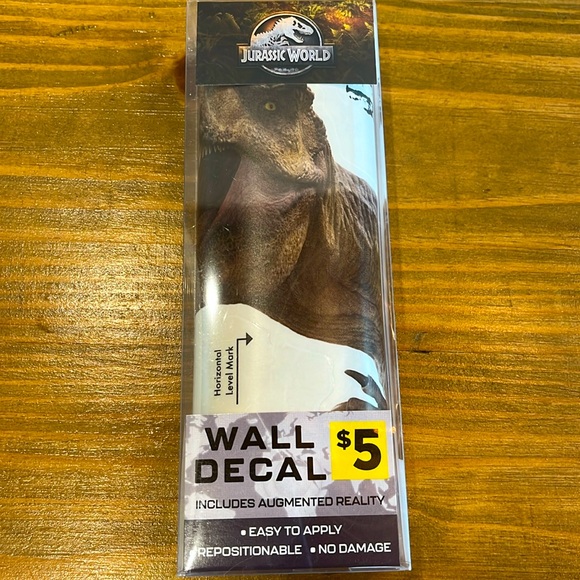 JURASSIC WORLD
Horizontal
Level Mark
WALL
DECAL
$5
INCLUDES AUGMENTED REALITY
• EASY TO APPLY
REPOSITIONABLE • NO DAMAGE